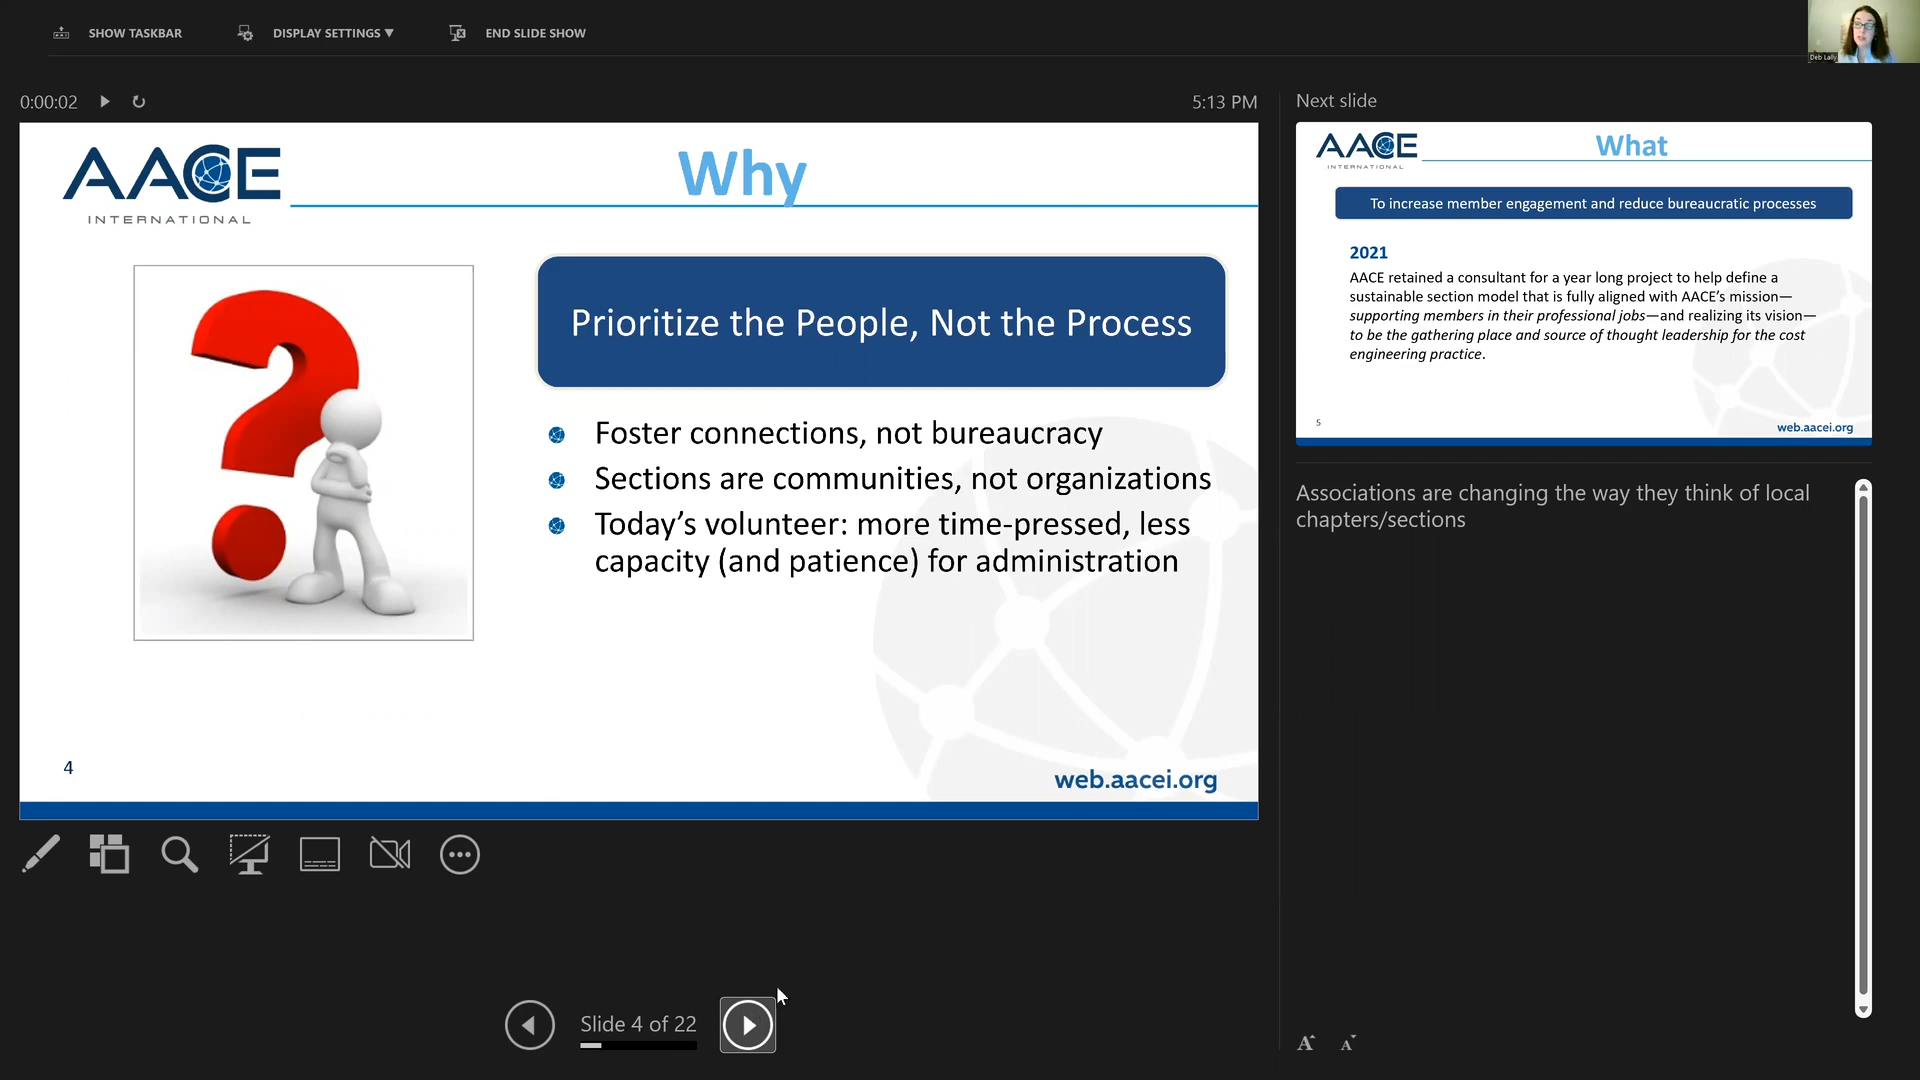 SHOW TASKBAR
DISPLAY SETTINGS ▼
END SLIDE SHOW
Deb Lally
0:00:02
5:13 PM
AACE
INTERNATIONAL
Why
Prioritize the People, Not the Process
Foster connections, not bureaucracy
Sections are communities, not organizations
Today’s volunteer: more time-pressed, less
capacity (and patience) for administration
4
web.aacei.org
Slide 4 of 22
Next slide
AACE
INTERNATIONAL
What
To increase member engagement and reduce bureaucratic processes
2021
AACE retained a consultant for a year long project to help define a
sustainable section model that is fully aligned with AACE’s mission—
supporting members in their professional jobs—and realizing its vision—
to be the gathering place and source of thought leadership for the cost
engineering practice.
5
web.aacei.org
Associations are changing the way they think of local
chapters/sections
A
A